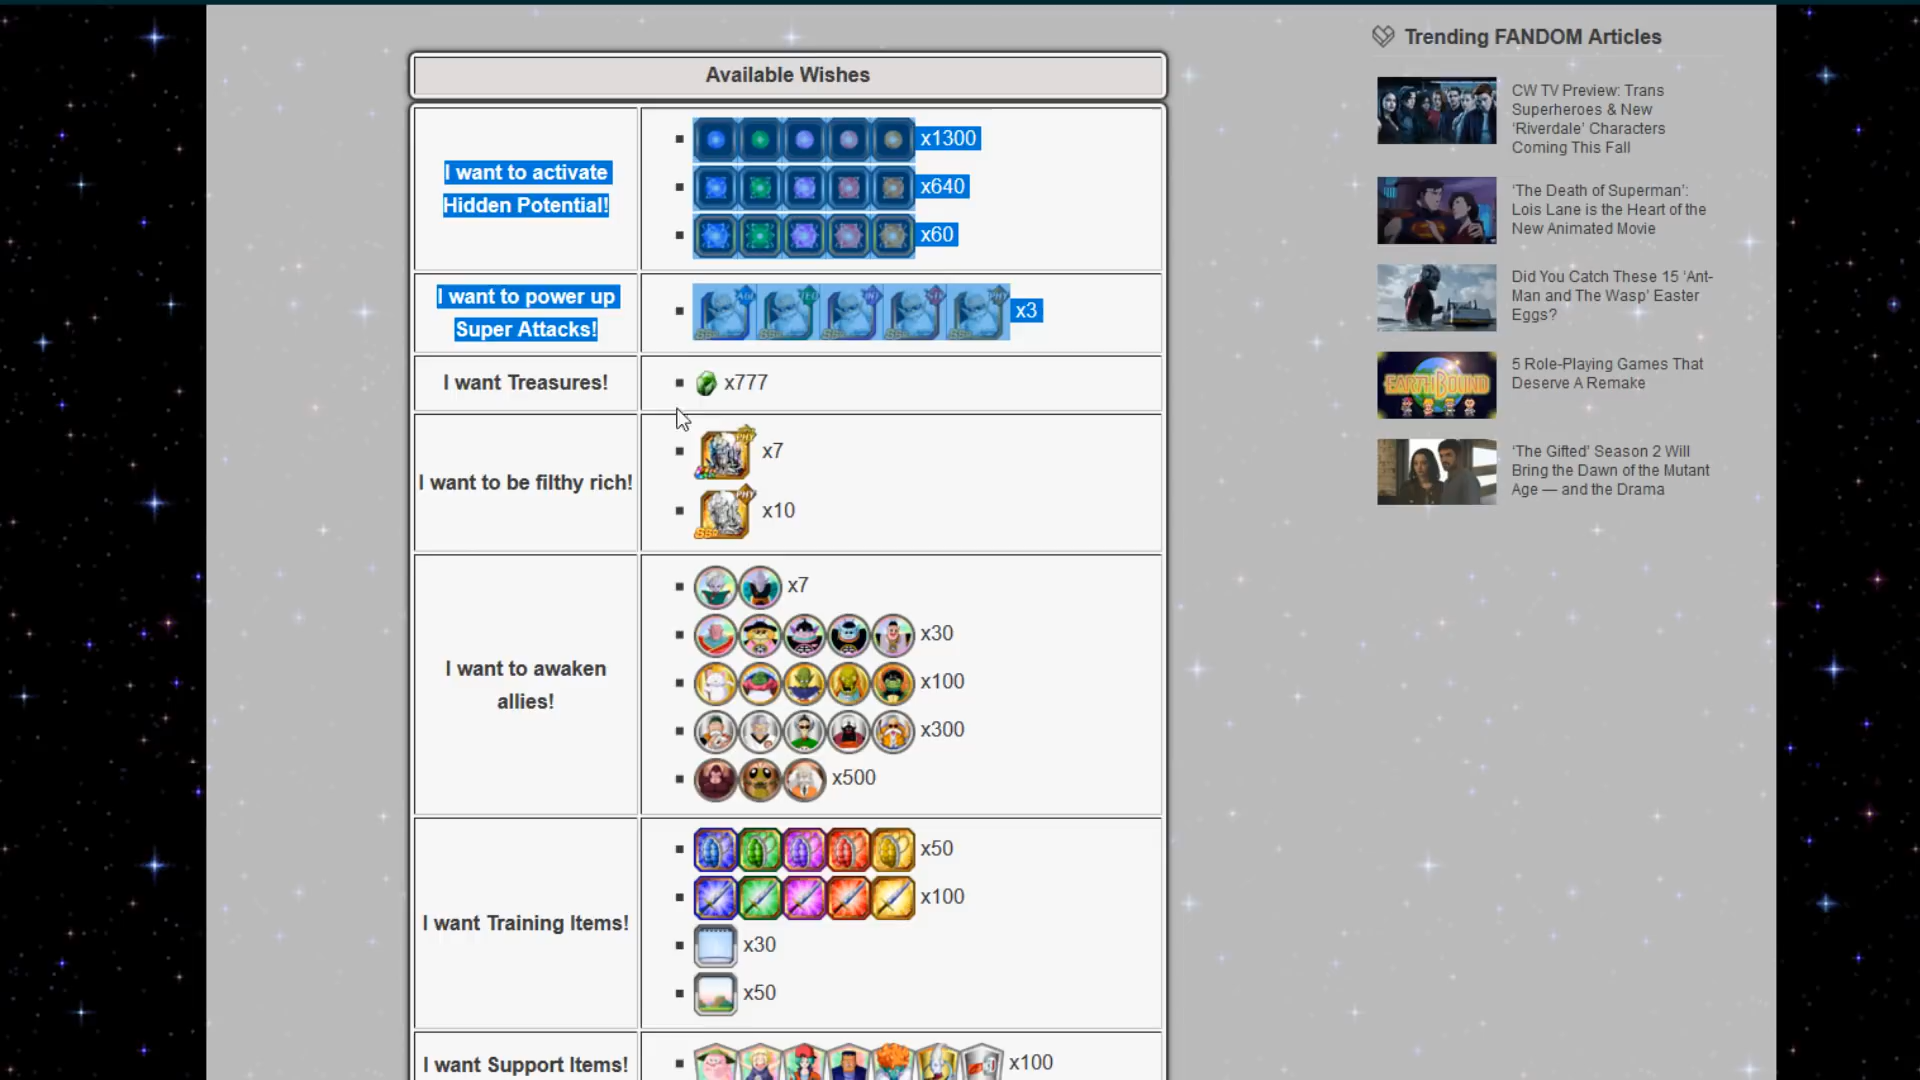 Available Wishes
I want to activate
Hidden Potential!
x1300
x640
x60
I want to power up
Super Attacks!
x3
I want Treasures!
x777
I want to be filthy rich!
x7
x10
I want to awaken
allies!
x7
x30
x100
x300
x500
I want Training Items!
x50
x100
x30
x50
I want Support Items!
x100
Trending FANDOM Articles
CW TV Preview: Trans
Superheroes & New
‘Riverdale’ Characters
Coming This Fall
‘The Death of Superman’:
Lois Lane is the Heart of the
New Animated Movie
Did You Catch These 15 ‘Ant-
Man and The Wasp’ Easter
Eggs?
EARTHBOUND
5 Role-Playing Games That
Deserve A Remake
‘The Gifted’ Season 2 Will
Bring the Dawn of the Mutant
Age — and the Drama